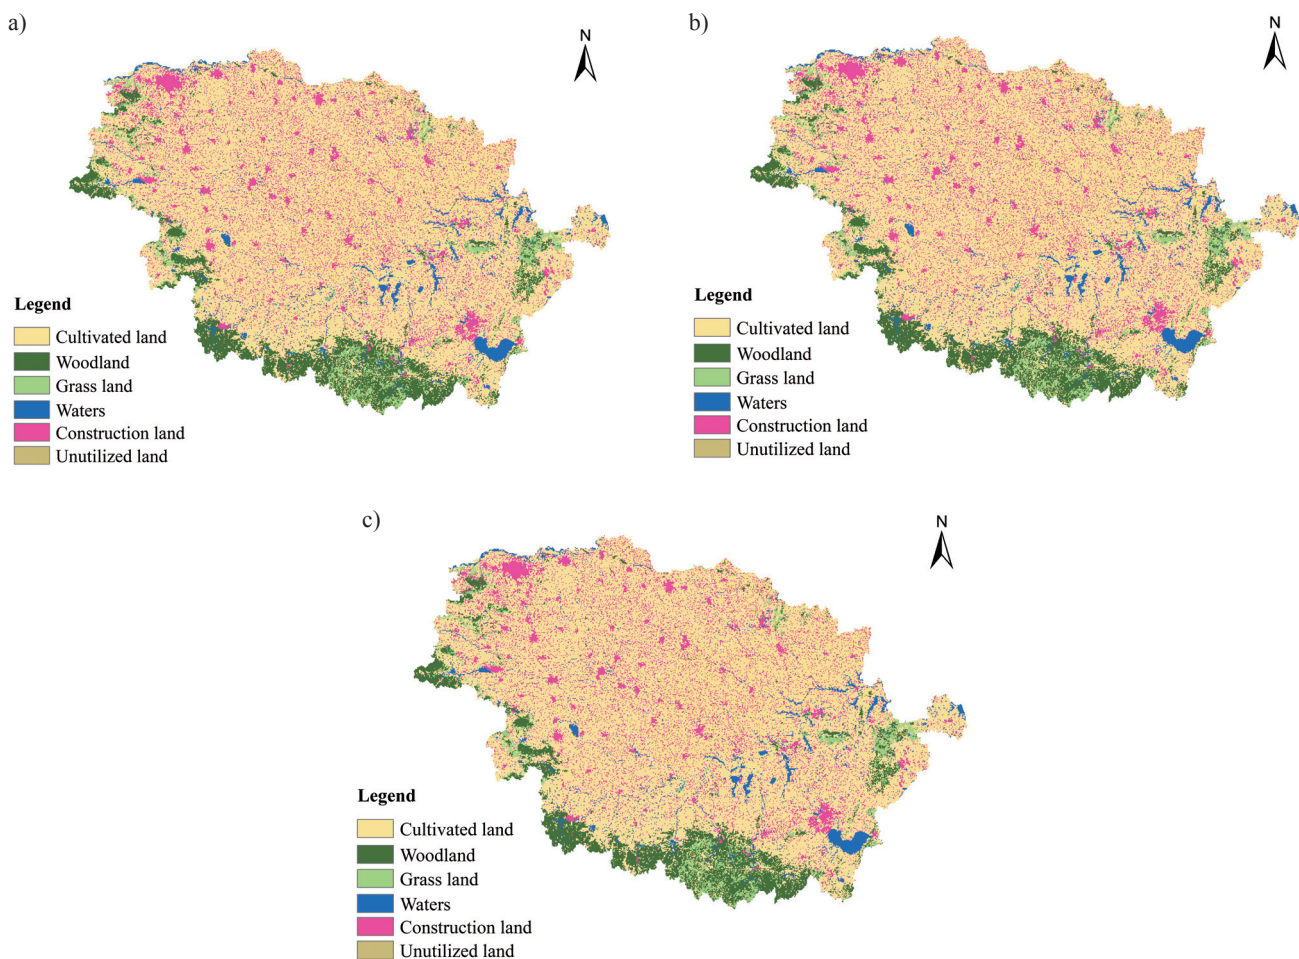 a)
N
Legend
Cultivated land
Woodland
Grass land
Waters
Construction land
Unutilized land
b)
N
Legend
Cultivated land
Woodland
Grass land
Waters
Construction land
Unutilized land
c)
N
Legend
Cultivated land
Woodland
Grass land
Waters
Construction land
Unutilized land